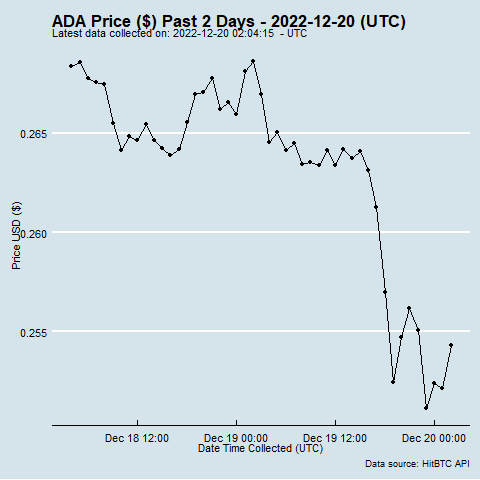 ADA Price ($) Past 2 Days - 2022-12-20 (UTC)
Latest data collected on: 2022-12-20 02:04:15 - UTC
0.265
0.260
0.255
Price USD ($)
Dec 18 12:00 Dec 19 00:00 Dec 19 12:00 Dec 20 00:00
Date Time Collected (UTC)
Data source: HitBTC API